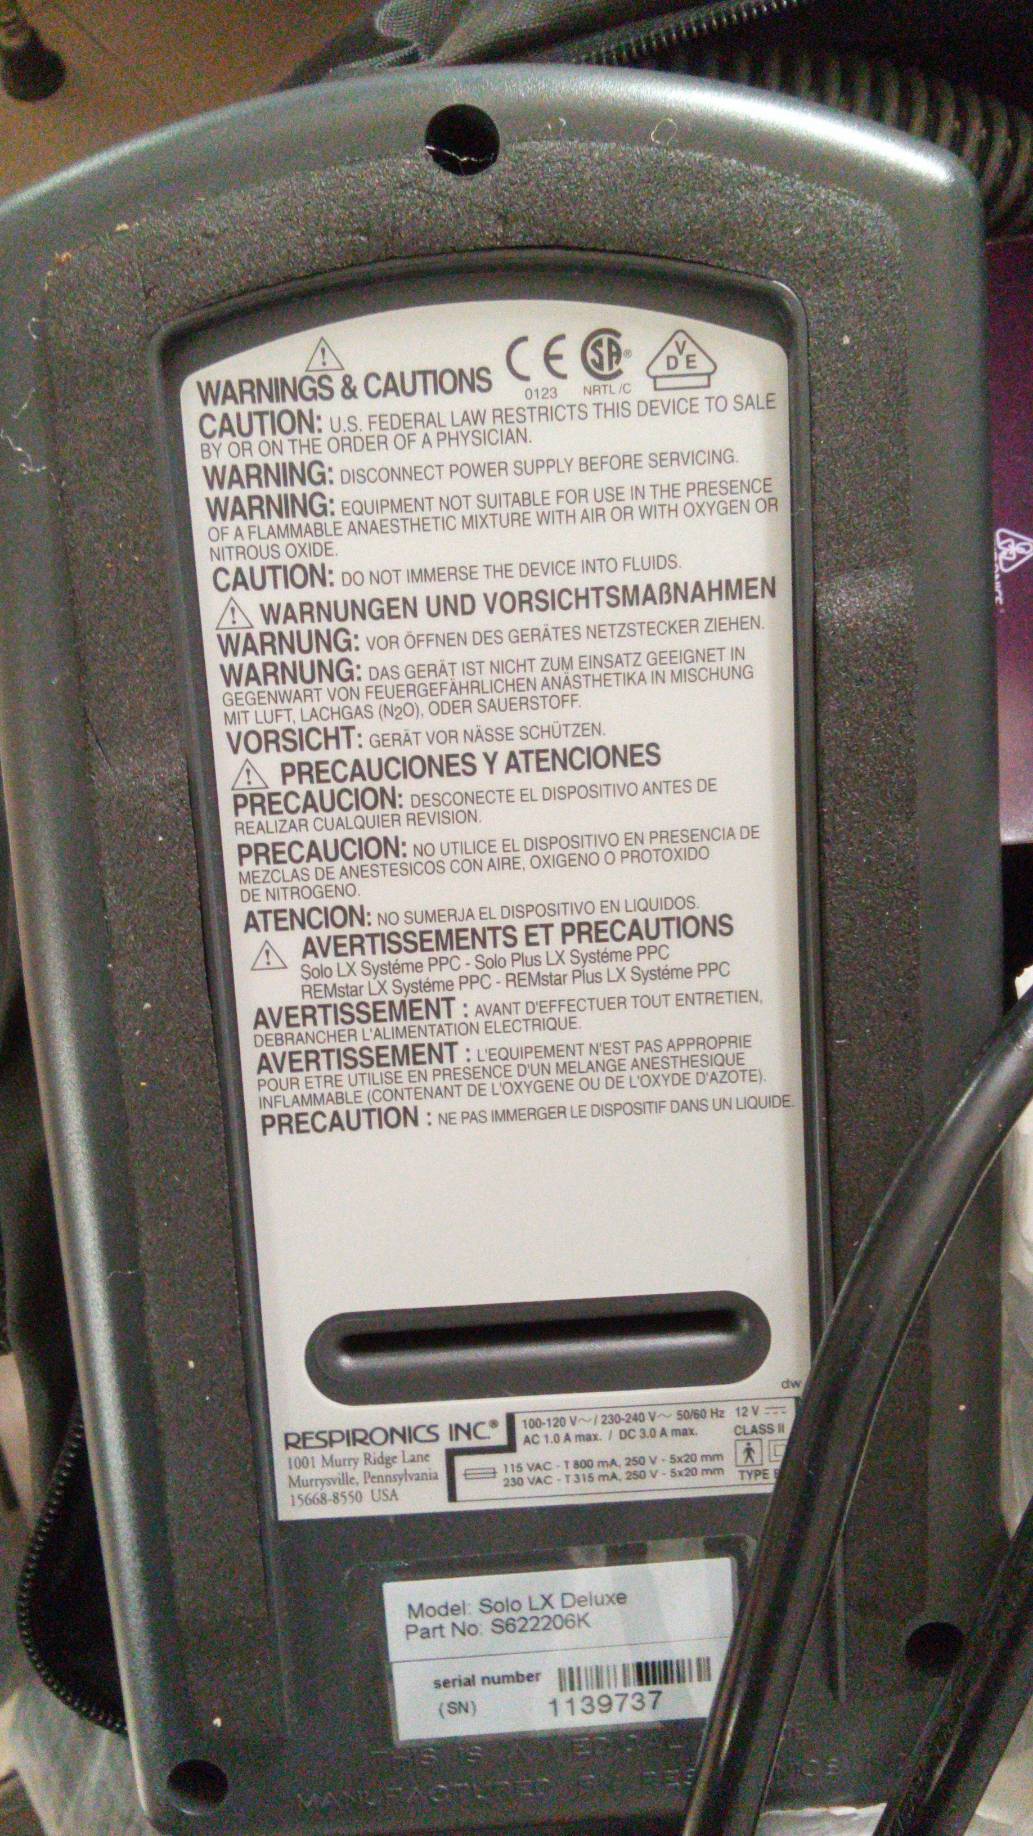 WARNINGS & CAUTIONS
CE 0123
SA NRTL/C
VDE
CAUTION: U.S. FEDERAL LAW RESTRICTS THIS DEVICE TO SALE
BY OR ON THE ORDER OF A PHYSICIAN.
WARNING: DISCONNECT POWER SUPPLY BEFORE SERVICING.
WARNING: EQUIPMENT NOT SUITABLE FOR USE IN THE PRESENCE
OF A FLAMMABLE ANAESTHETIC MIXTURE WITH AIR OR WITH OXYGEN OR
NITROUS OXIDE.
CAUTION: DO NOT IMMERSE THE DEVICE INTO FLUIDS.
WARNUNGEN UND VORSICHTSMAßNAHMEN
WARNUNG: VOR ÖFFNEN DES GERÄTES NETZSTECKER ZIEHEN.
WARNUNG: DAS GERÄT IST NICHT ZUM EINSATZ GEEIGNET IN
GEGENWART VON FEUERGEFÄHRLICHEN ANÄSTHETIKA IN MISCHUNG
MIT LUFT, LACHGAS (N2O), ODER SAUERSTOFF.
VORSICHT: GERÄT VOR NÄSSE SCHÜTZEN.
PRECAUCIONES Y ATENCIONES
PRECAUCION: DESCONECTE EL DISPOSITIVO ANTES DE
REALIZAR CUALQUIER REVISION.
PRECAUCION: NO UTILICE EL DISPOSITIVO EN PRESENCIA DE
MEZCLAS DE ANESTESICOS CON AIRE, OXIGENO O PROTOXIDO
DE NITROGENO.
ATENCION: NO SUMERJA EL DISPOSITIVO EN LIQUIDOS.
AVERTISSEMENTS ET PRECAUTIONS
Solo LX Systéme PPC - Solo Plus LX Systéme PPC
REMstar LX Systéme PPC - REMstar Plus LX Systéme PPC
AVERTISSEMENT : AVANT D'EFFECTUER TOUT ENTRETIEN,
DEBRANCHER L'ALIMENTATION ELECTRIQUE.
AVERTISSEMENT : L'EQUIPEMENT N'EST PAS APPROPRIE
POUR ETRE UTILISE EN PRESENCE D'UN MELANGE ANESTHESIQUE
INFLAMMABLE (CONTENANT DE L'OXYGENE OU DE L'OXYDE D'AZOTE).
PRECAUTION : NE PAS IMMERGER LE DISPOSITIF DANS UN LIQUIDE.
dw
RESPIRONICS INC.®
1001 Murry Ridge Lane
Murrysville, Pennsylvania
15668-8550 USA
100-120 V~ / 230-240 V~ 50/60 Hz 12 V
AC 1.0 A max. / DC 3.0 A max. CLASS II
115 VAC - T 800 mA, 250 V - 5x20 mm
230 VAC - T 315 mA, 250 V - 5x20 mm TYPE
Model: Solo LX Deluxe
Part No: S622206K
serial number
(SN) 1139737
THIS IS A MEDICAL
MANUFACTURED BY